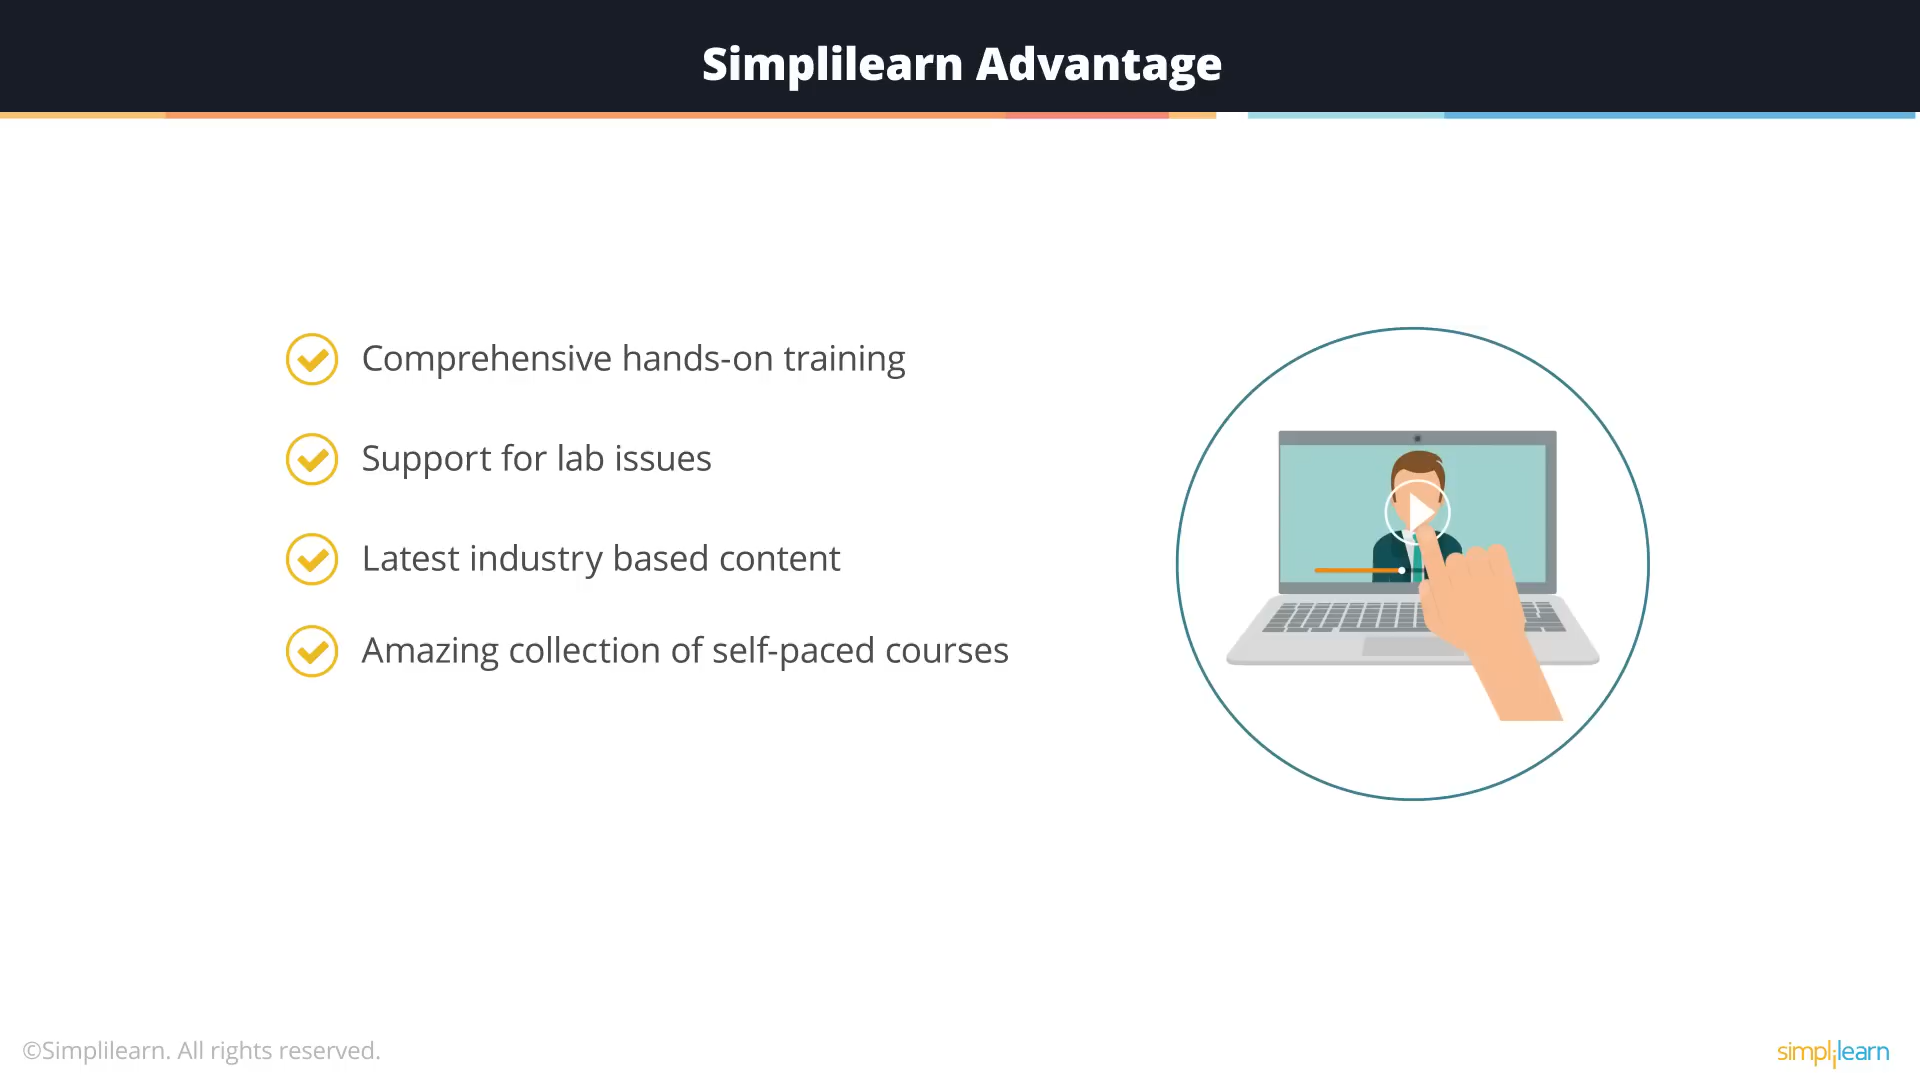 Simplilearn Advantage
Comprehensive hands-on training
Support for lab issues
Latest industry based content
Amazing collection of self-paced courses
©Simplilearn. All rights reserved.
simplilearn